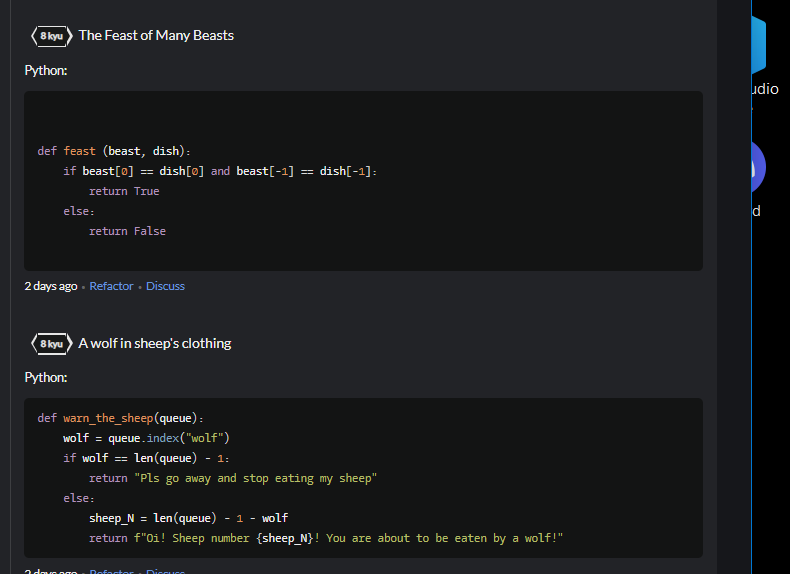 8 kyu The Feast of Many Beasts
Python:
def feast (beast, dish):
    if beast[0] == dish[0] and beast[-1] == dish[-1]:
        return True
    else:
        return False
2 days ago • Refactor • Discuss
8 kyu A wolf in sheep's clothing
Python:
def warn_the_sheep(queue):
    wolf = queue.index("wolf")
    if wolf == len(queue) - 1:
        return "Pls go away and stop eating my sheep"
    else:
        sheep_N = len(queue) - 1 - wolf
        return f"Oi! Sheep number {sheep_N}! You are about to be eaten by a wolf!"
2 days ago • Refactor • Discuss
udio
d